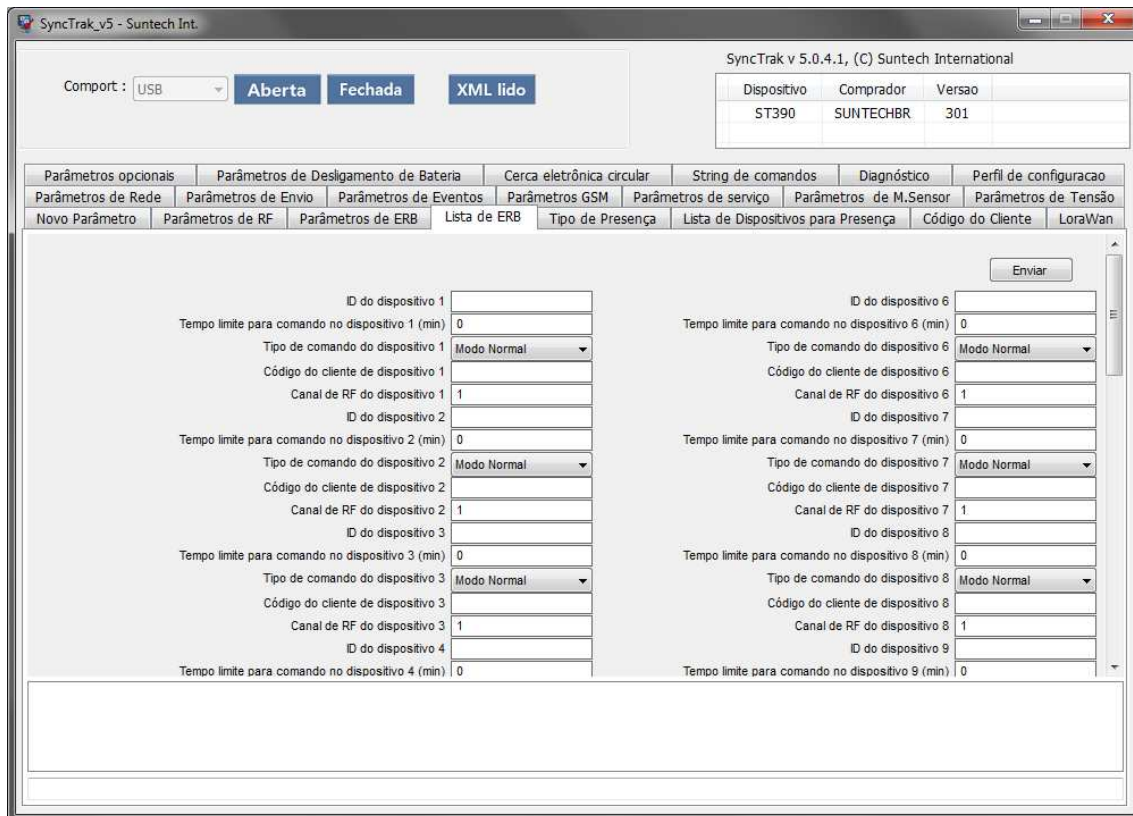 SyncTrak_v5 - Suntech Int.
SyncTrak v 5.0.4.1, (C) Suntech International
Comport : USB Aberta Fechada XML lido
Dispositivo Comprador Versao
ST390 SUNTECHBR 301
Parâmetros opcionais Parâmetros de Desligamento de Bateria Cerca eletrônica circular String de comandos Diagnóstico Perfil de configuracao
Parâmetros de Rede Parâmetros de Envio Parâmetros de Eventos Parâmetros GSM Parâmetros de serviço Parâmetros de M.Sensor Parâmetros de Tensão
Novo Parâmetro Parâmetros de RF Parâmetros de ERB Lista de ERB Tipo de Presença Lista de Dispositivos para Presença Código do Cliente LoraWan
Enviar
ID do dispositivo 1
Tempo limite para comando no dispositivo 1 (min) 0
Tipo de comando do dispositivo 1 Modo Normal
Código do cliente de dispositivo 1
Canal de RF do dispositivo 1 1
ID do dispositivo 2
Tempo limite para comando no dispositivo 2 (min) 0
Tipo de comando do dispositivo 2 Modo Normal
Código do cliente de dispositivo 2
Canal de RF do dispositivo 2 1
ID do dispositivo 3
Tempo limite para comando no dispositivo 3 (min) 0
Tipo de comando do dispositivo 3 Modo Normal
Código do cliente de dispositivo 3
Canal de RF do dispositivo 3 1
ID do dispositivo 4
Tempo limite para comando no dispositivo 4 (min) 0
ID do dispositivo 6
Tempo limite para comando no dispositivo 6 (min) 0
Tipo de comando do dispositivo 6 Modo Normal
Código do cliente de dispositivo 6
Canal de RF do dispositivo 6 1
ID do dispositivo 7
Tempo limite para comando no dispositivo 7 (min) 0
Tipo de comando do dispositivo 7 Modo Normal
Código do cliente de dispositivo 7
Canal de RF do dispositivo 7 1
ID do dispositivo 8
Tempo limite para comando no dispositivo 8 (min) 0
Tipo de comando do dispositivo 8 Modo Normal
Código do cliente de dispositivo 8
Canal de RF do dispositivo 8 1
ID do dispositivo 9
Tempo limite para comando no dispositivo 9 (min) 0